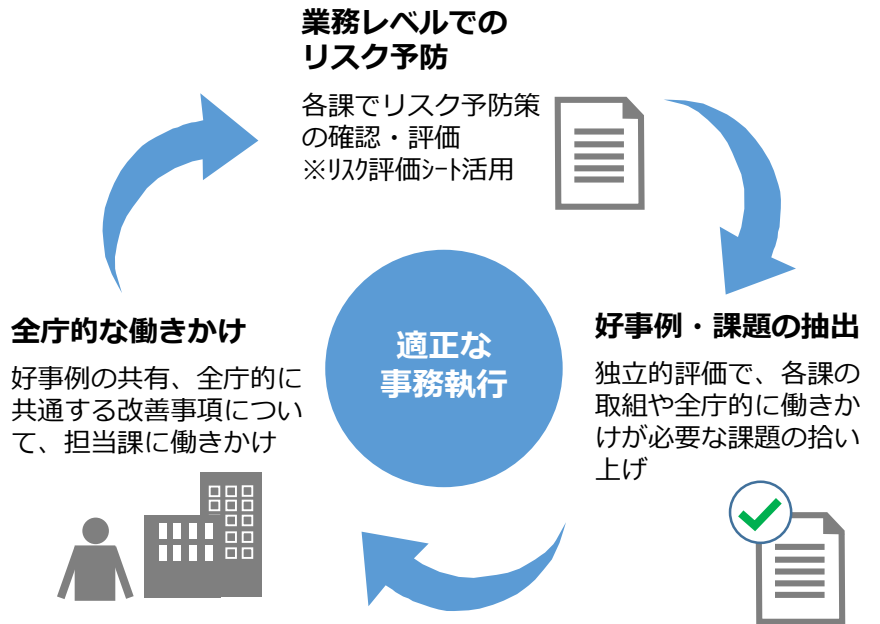 業務レベルでの
リスク予防
各課でリスク予防策
の確認・評価
※ﾘｽｸ評価ｼｰﾄ活用
好事例・課題の抽出
独立的評価で、各課の
取組や全庁的に働きか
けが必要な課題の拾い
上げ
全庁的な働きかけ
好事例の共有、全庁的に
共通する改善事項につい
て、担当課に働きかけ
適正な
事務執行